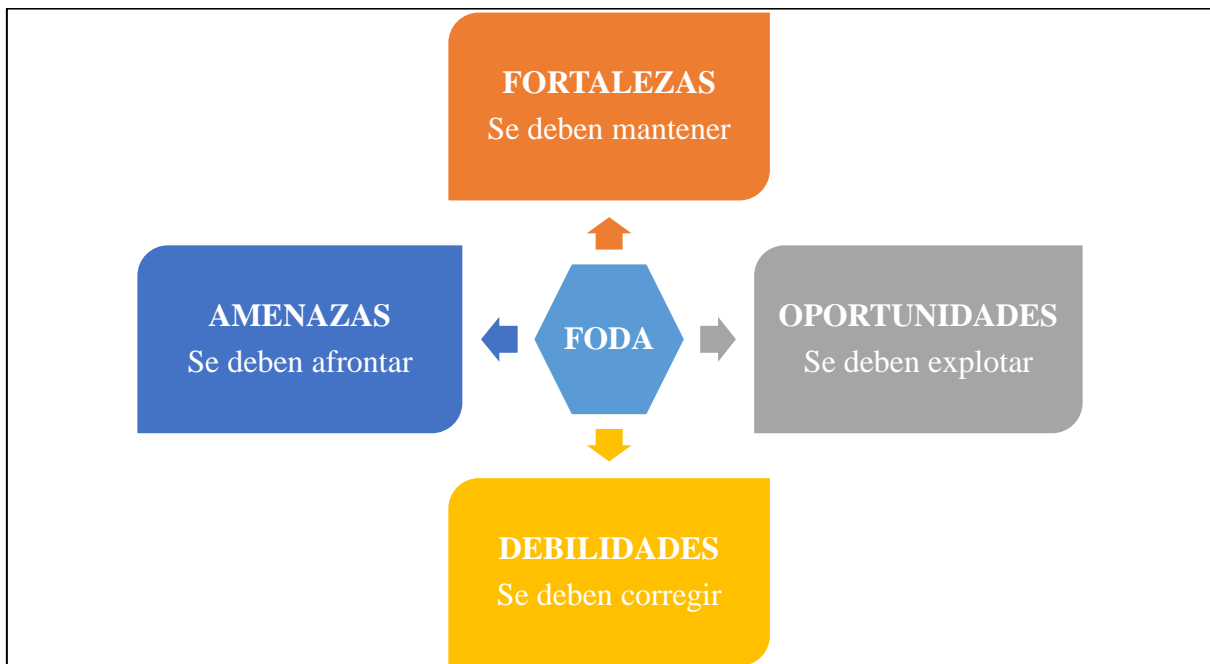 FORTALEZAS
Se deben mantener
AMENAZAS
Se deben afrontar
FODA
OPORTUNIDADES
Se deben explotar
DEBILIDADES
Se deben corregir